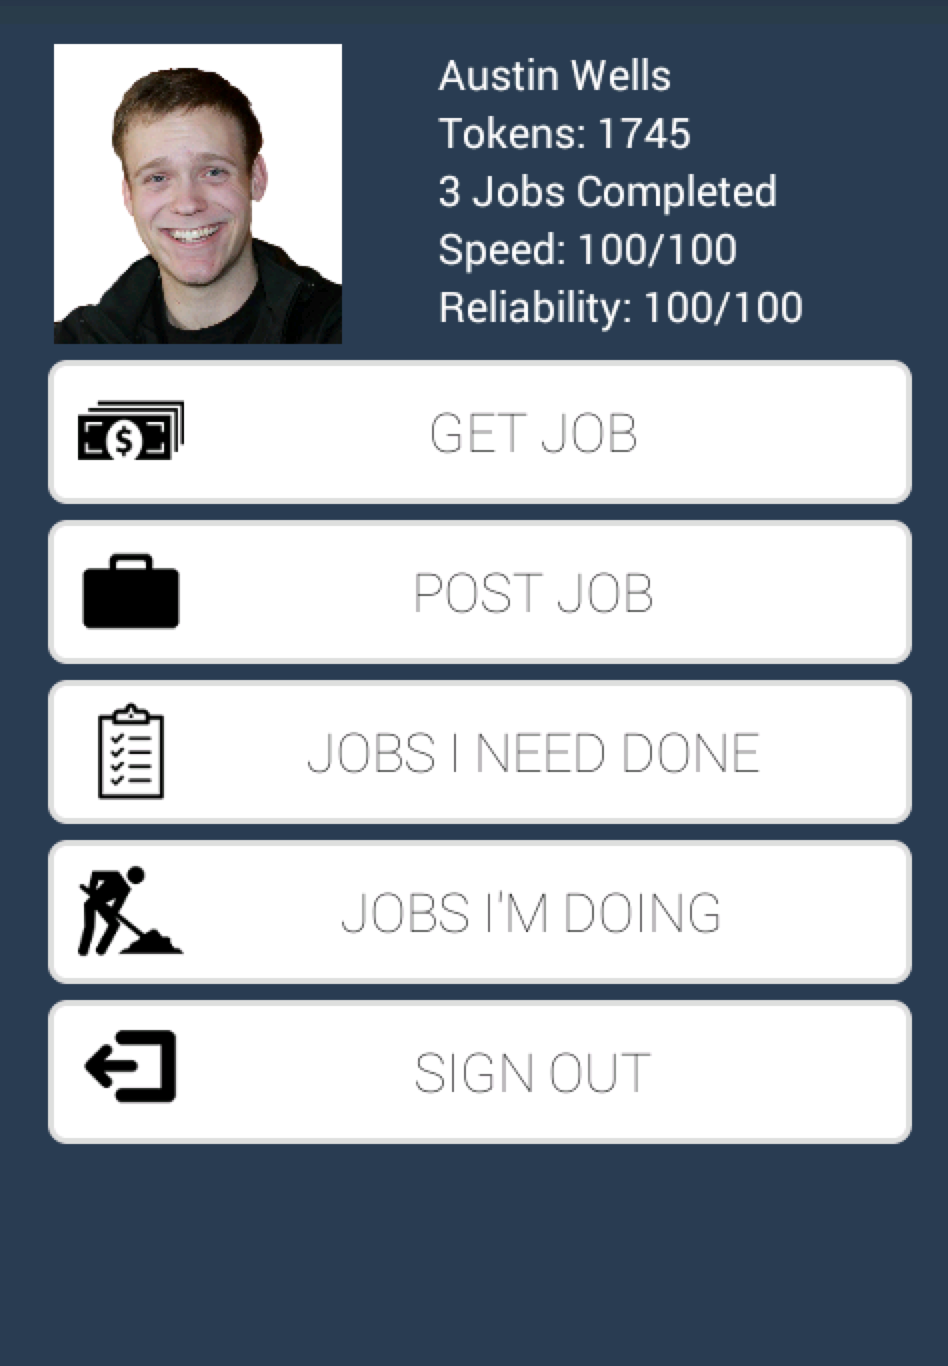 Austin Wells
Tokens: 1745
3 Jobs Completed
Speed: 100/100
Reliability: 100/100
$
GET JOB
POST JOB
JOBS I NEED DONE
JOBS I'M DOING
SIGN OUT